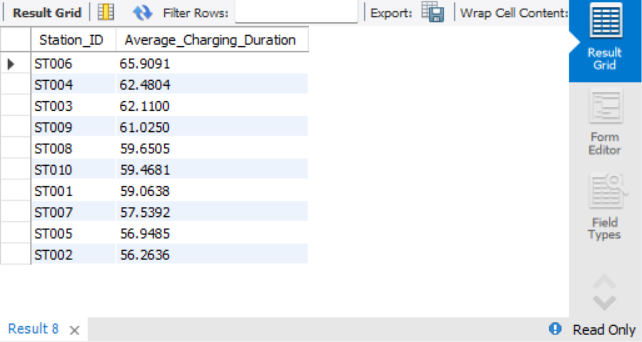 Result Grid Filter Rows: Export: Wrap Cell Content:
Station_ID Average_Charging_Duration
ST006 65.9091
ST004 62.4804
ST003 62.1100
ST009 61.0250
ST008 59.6505
ST010 59.4681
ST001 59.0638
ST007 57.5392
ST005 56.9485
ST002 56.2636
Result
Grid
Form
Editor
Field
Types
Result 8 Read Only